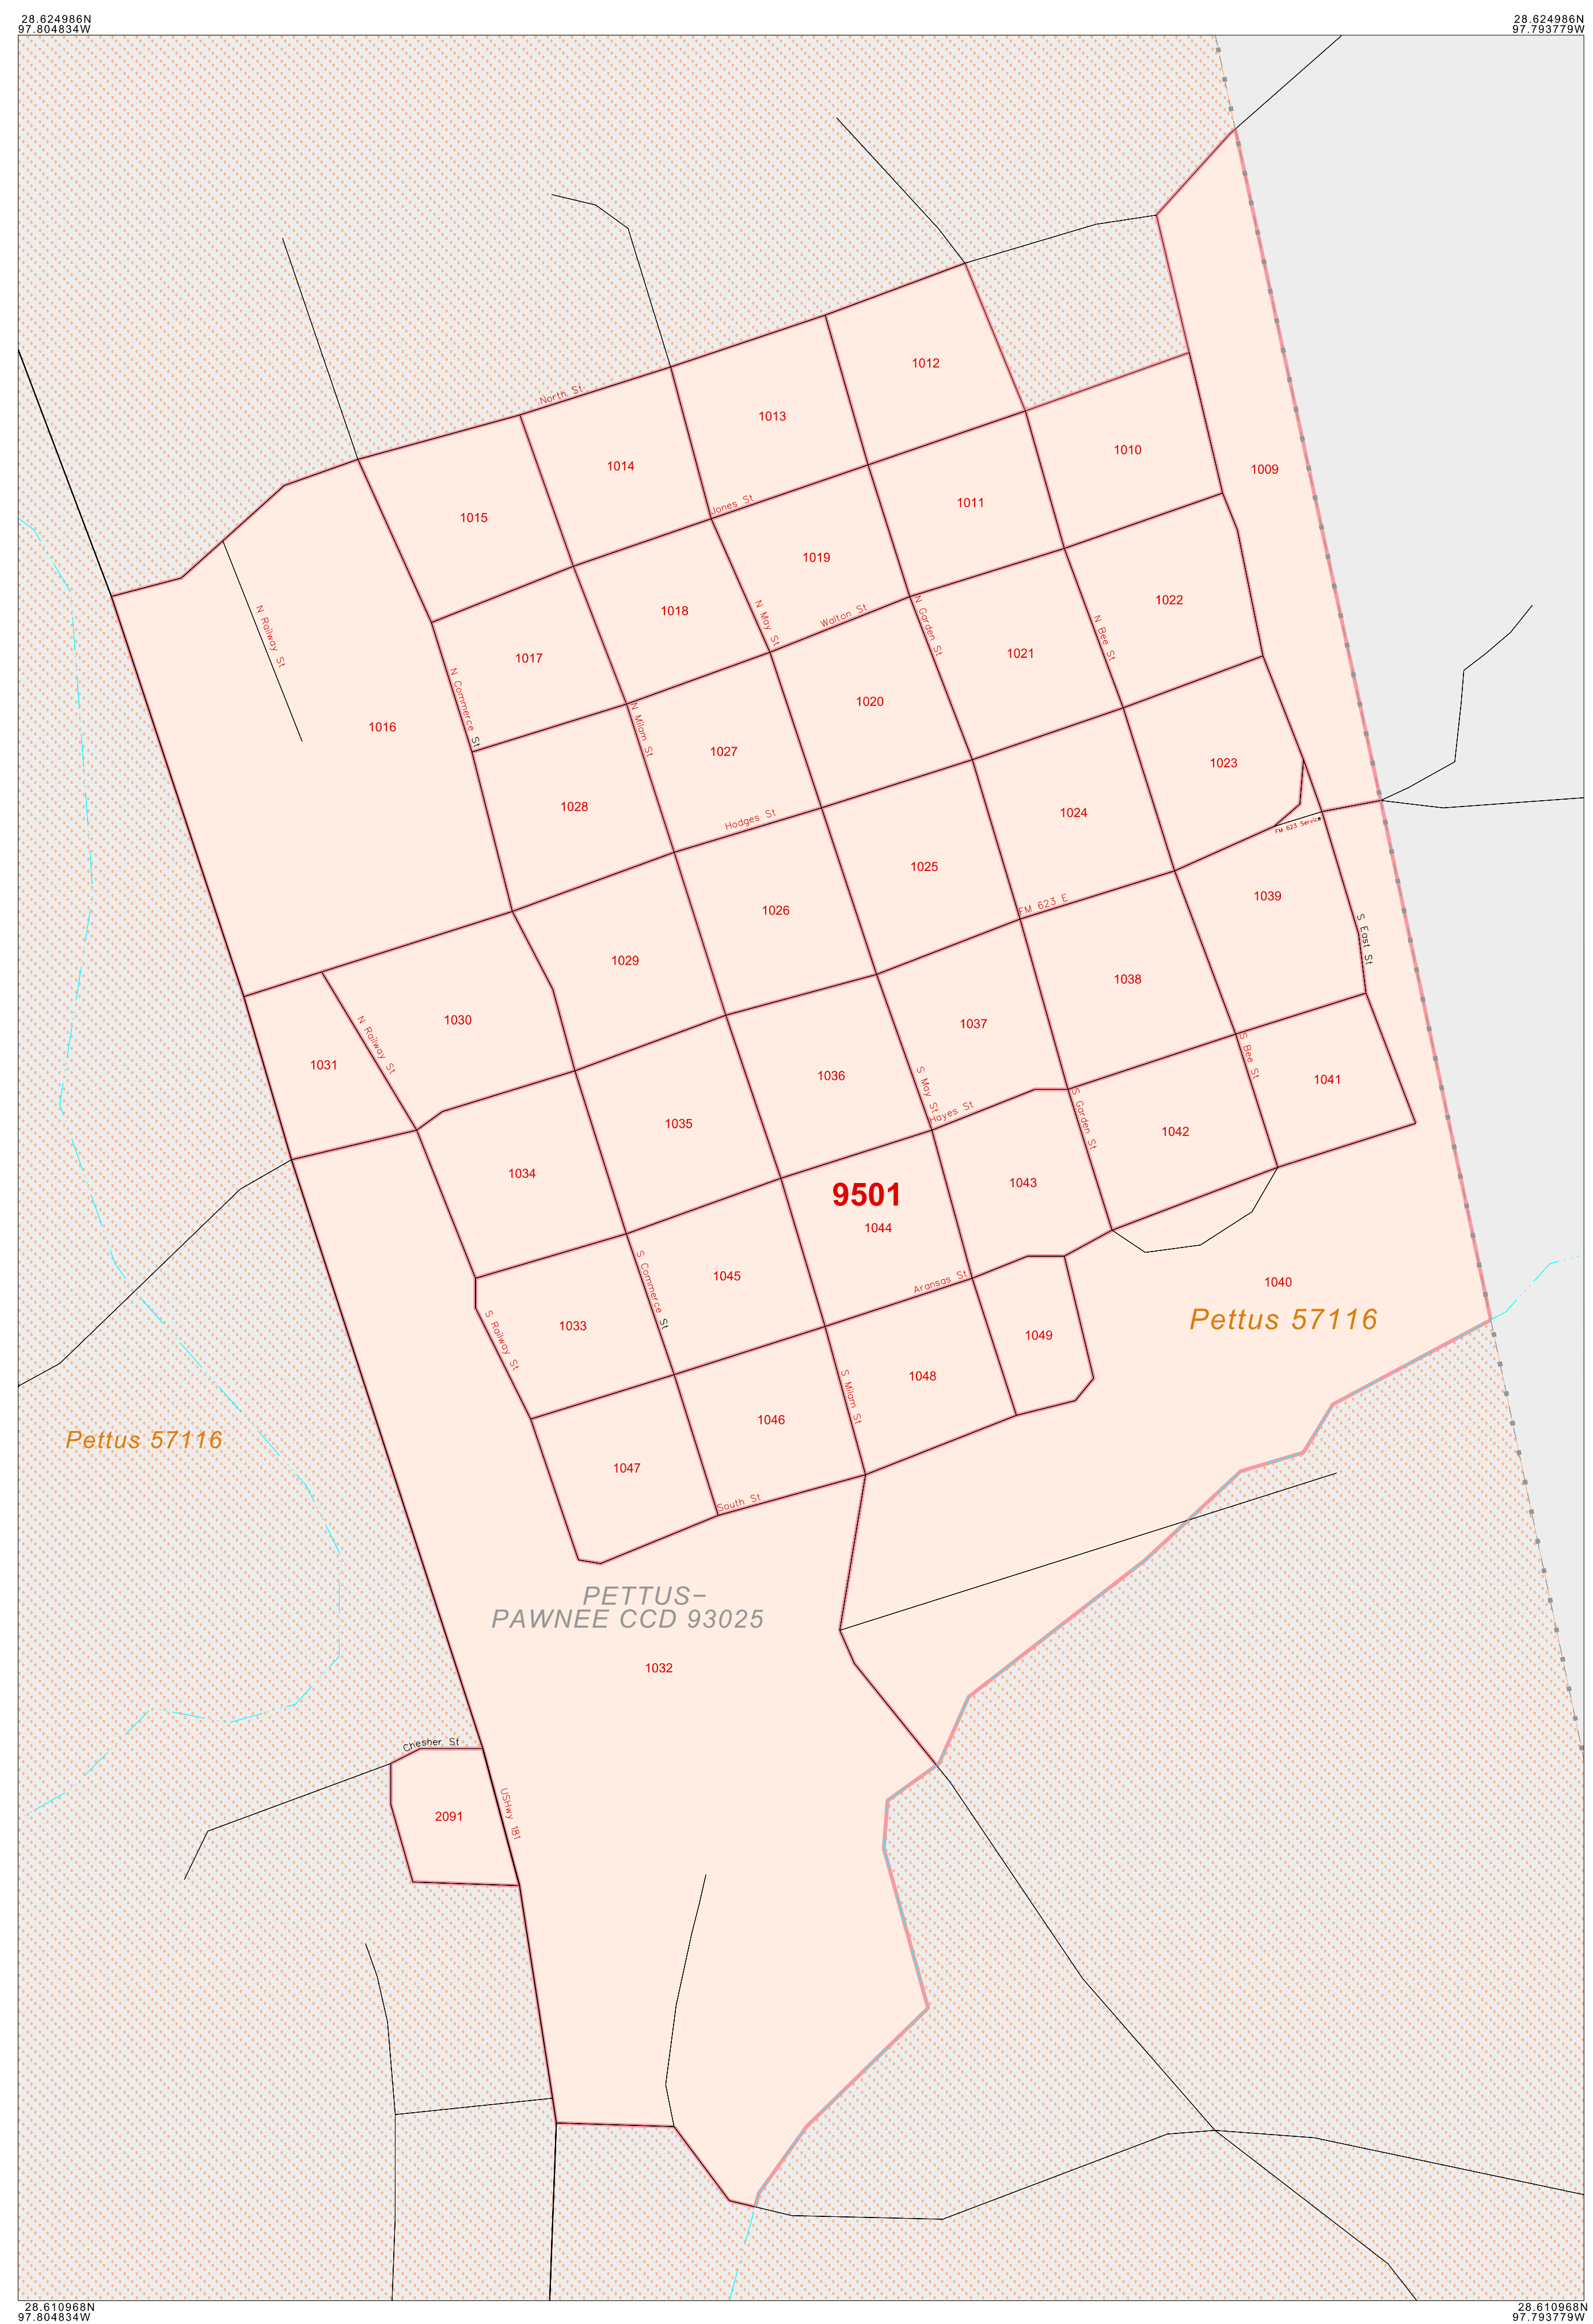 28.624986N
97.804834W
28.624986N
97.793779W
1012
North St
1013
1010
1014
1009
Jones St
1011
1015
1019
N Railway St
1018
N May St
Walton St
N Garden St
1022
N Bee St
1017
1021
N Commerce St
1020
N Milam St
1016
1027
1023
1028
Hodges St
1024
FM 623 Service
1025
1039
FM 623 E
1026
S East St
1029
1038
1030
N Railway St
1037
1031
1036
S May St
S Bee St
1041
Hayes St
S Garden St
1035
1042
1034
9501
1043
1044
S Commerce St
1045
Aransas St
1040
Pettus 57116
S Railway St
1033
1049
1048
S Milam St
1046
Pettus 57116
1047
South St
PETTUS-
PAWNEE CCD 93025
1032
Chesher St
USHwy 181
2091
28.610968N
97.804834W
28.610968N
97.793779W